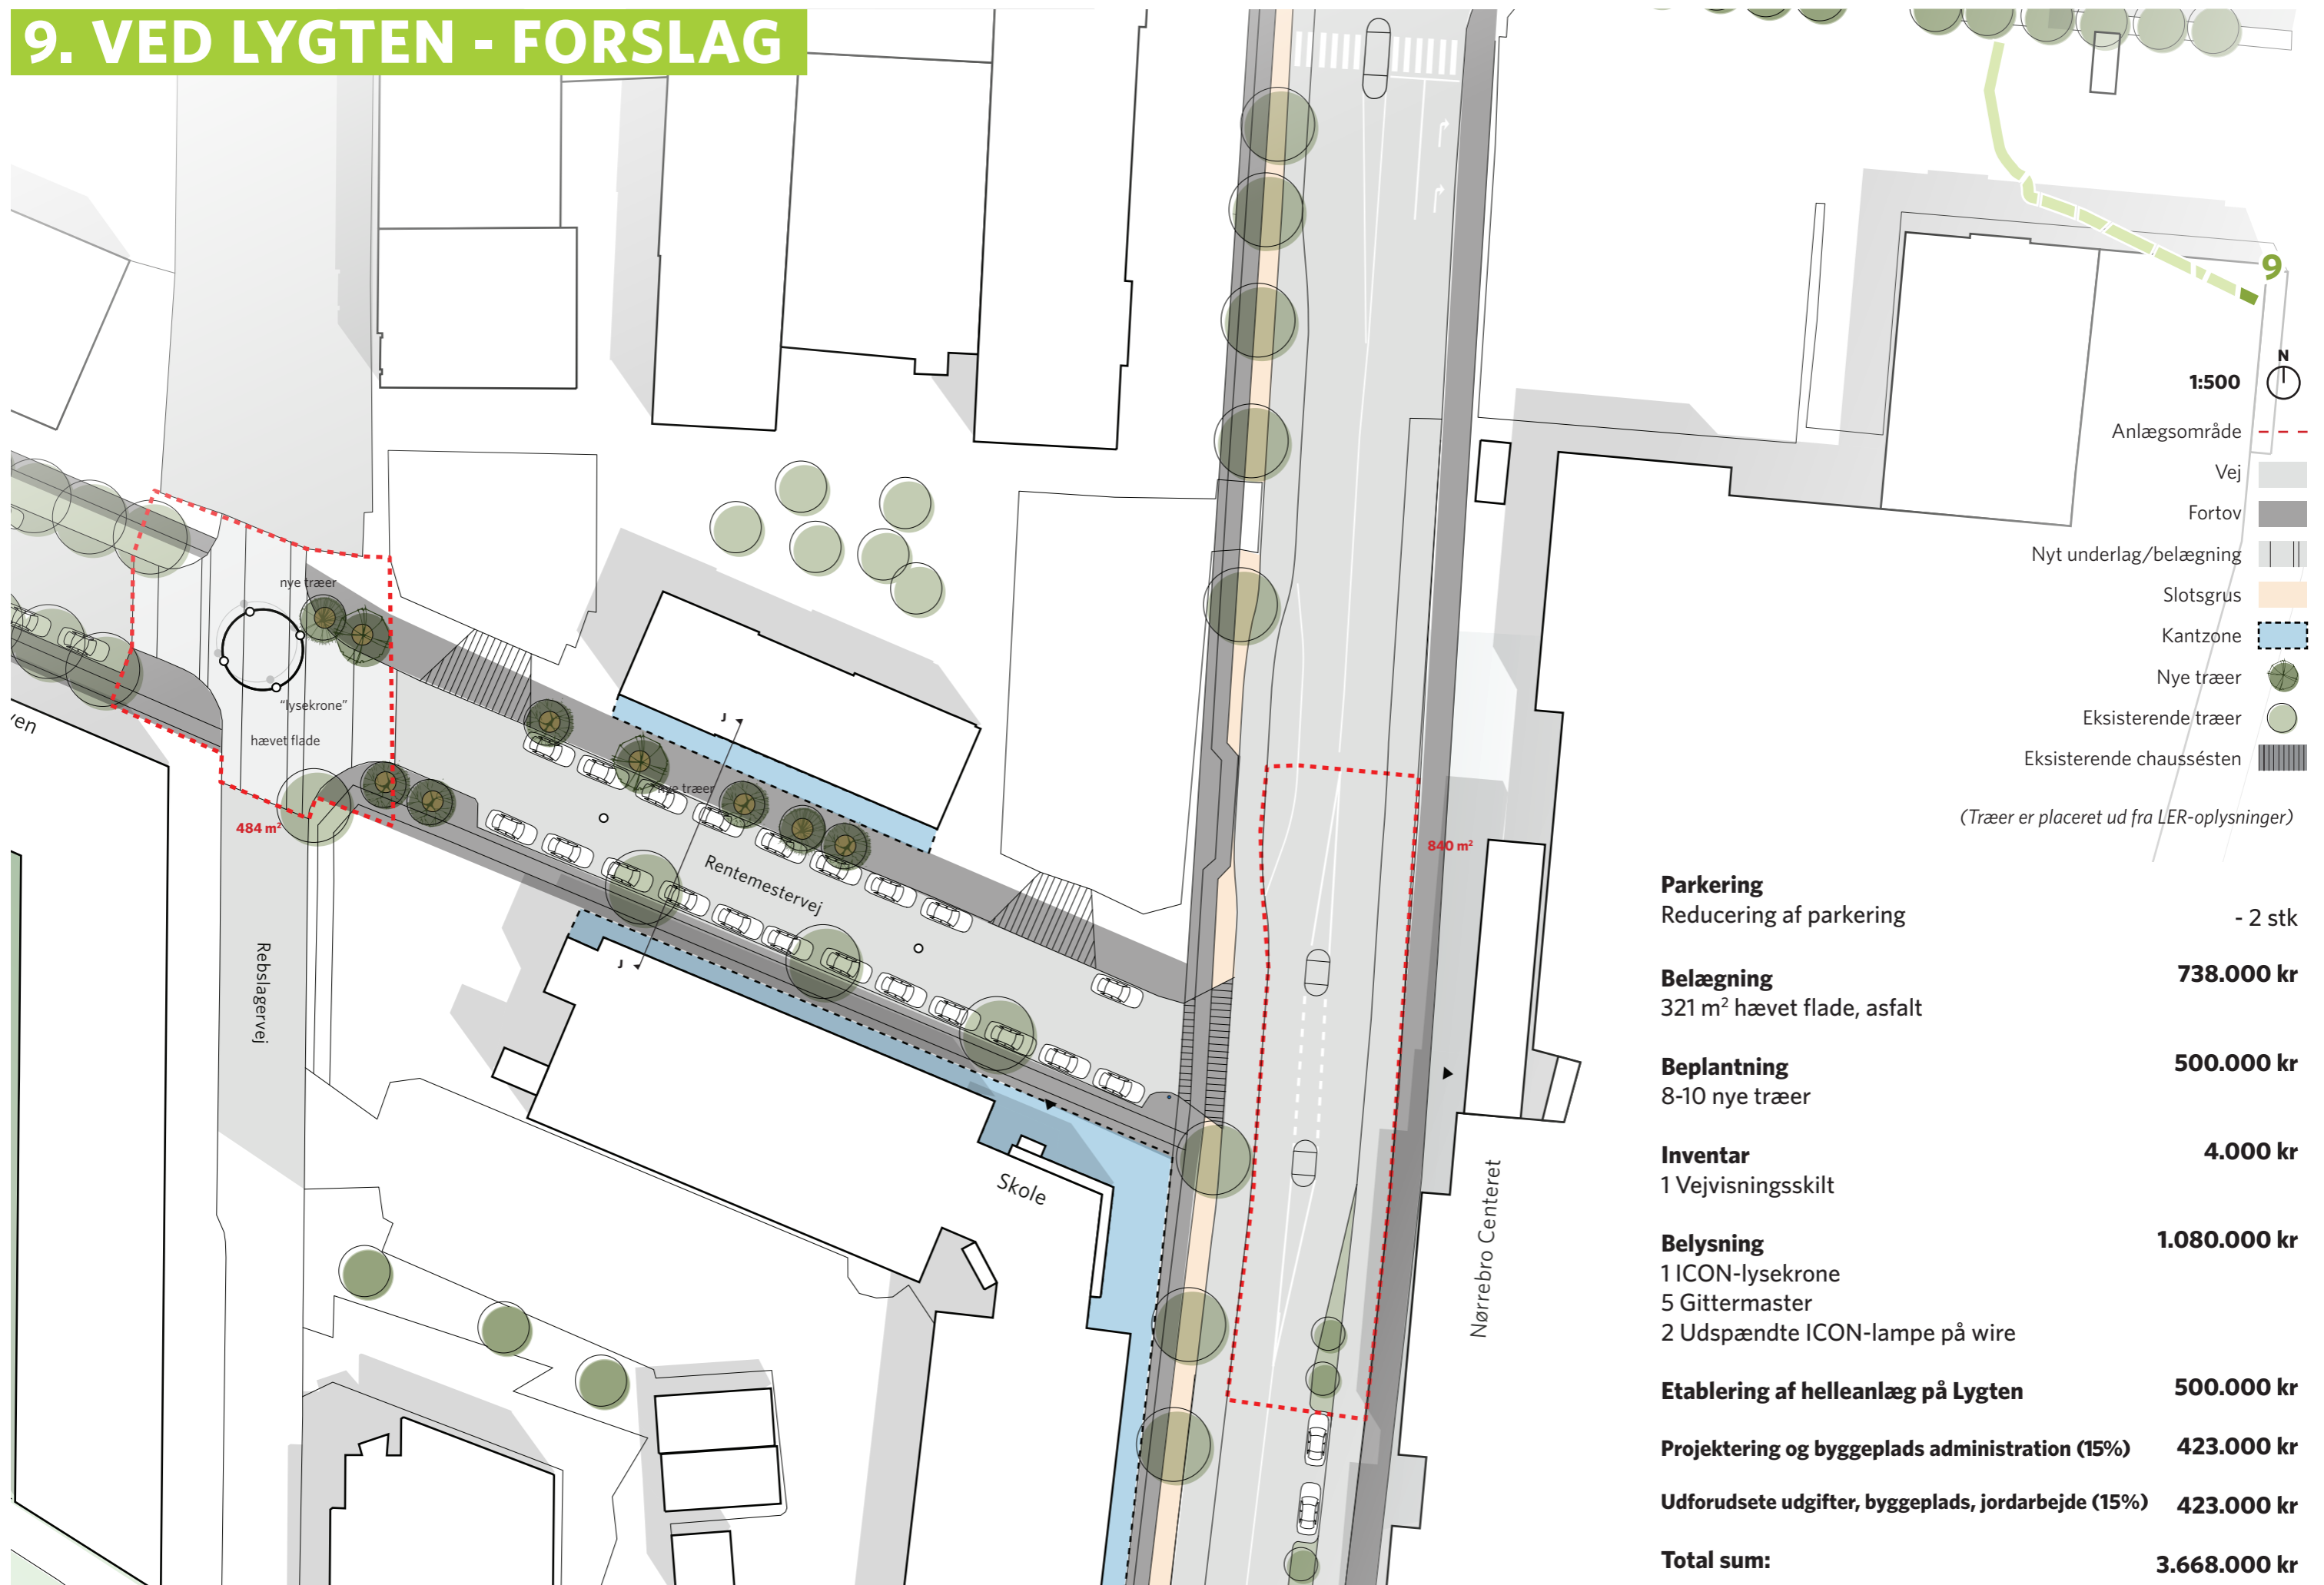 9. VED LYGTEN - FORSLAG
9
N
1:500
Anlægsområde
Vej
Fortov
Nyt underlag/belægning
Slotsgrus
Kantzone
Nye træer
Eksisterende træer
Eksisterende chaussésten
(Træer er placeret ud fra LER-oplysninger)
nye træer
"lysekrone"
hævet flade
484 m²
ven
J
nye træer
J
Rentemestervej
Rebslagervej
Skole
840 m²
Nørrebro Centeret
Parkering
Reducering af parkering - 2 stk
Belægning 738.000 kr
321 m² hævet flade, asfalt
Beplantning 500.000 kr
8-10 nye træer
Inventar 4.000 kr
1 Vejvisningsskilt
Belysning 1.080.000 kr
1 ICON-lysekrone
5 Gittermaster
2 Udspændte ICON-lampe på wire
Etablering af helleanlæg på Lygten 500.000 kr
Projektering og byggeplads administration (15%) 423.000 kr
Udforudsete udgifter, byggeplads, jordarbejde (15%) 423.000 kr
Total sum: 3.668.000 kr